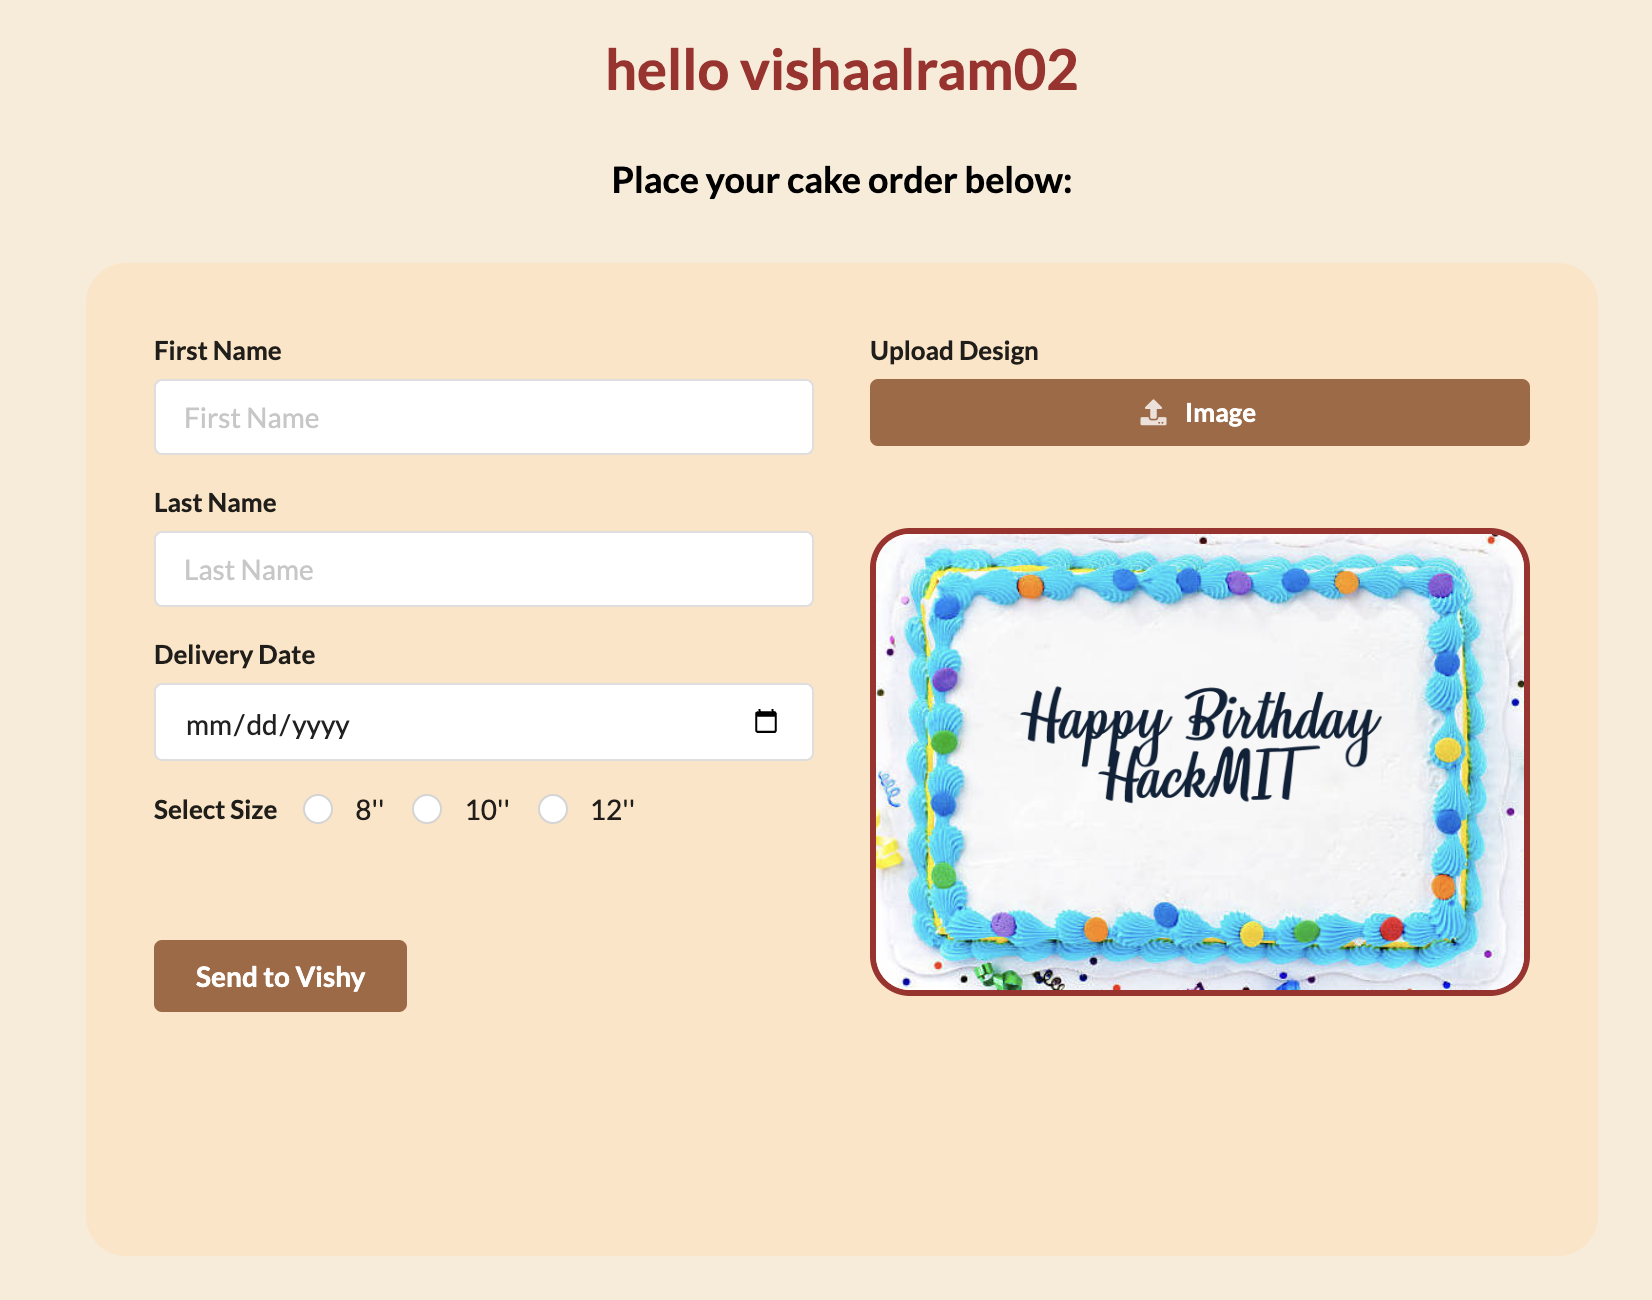 hello vishaalram02
Place your cake order below:
First Name
First Name
Last Name
Last Name
Delivery Date
mm/dd/yyyy
Select Size 8'' 10'' 12''
Send to Vishy
Upload Design
Image
Happy Birthday
HackMIT